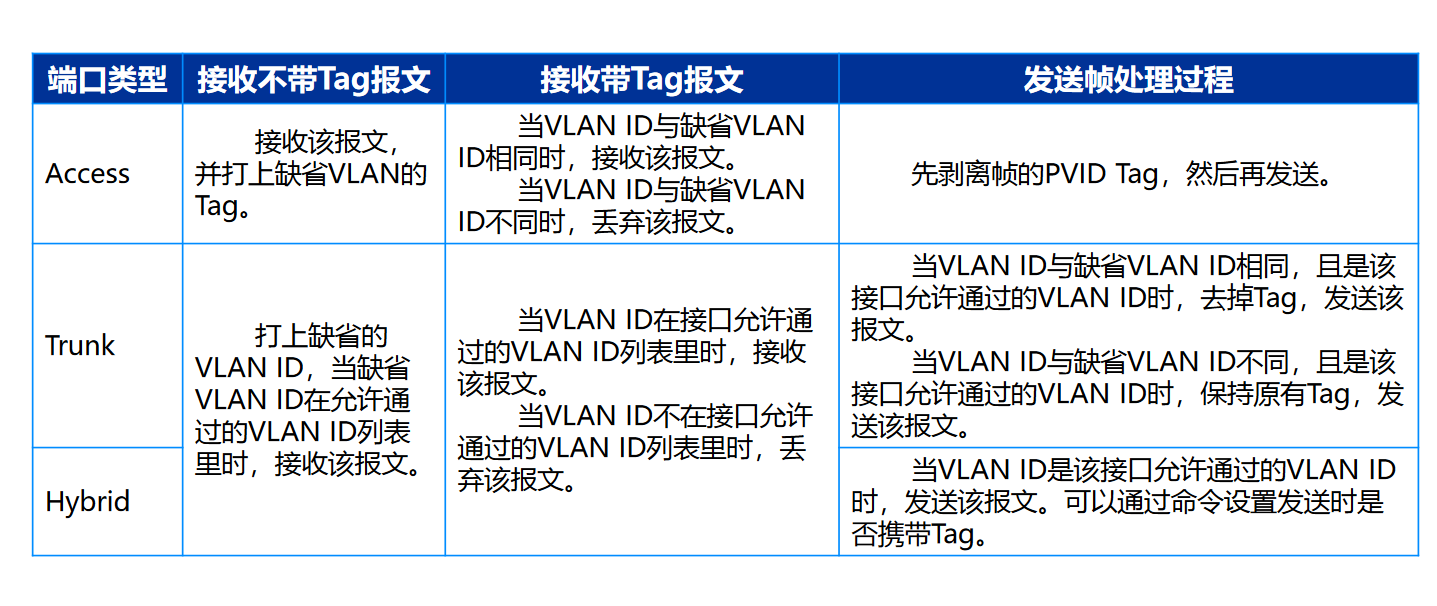 端口类型
接收不带Tag报文
接收带Tag报文
发送帧处理过程
Access
接收该报文，
并打上缺省VLAN的
Tag。
当VLAN ID与缺省VLAN
ID相同时，接收该报文。
当VLAN ID与缺省VLAN
ID不同时，丢弃该报文。
先剥离帧的PVID Tag，然后再发送。
Trunk
打上缺省的
VLAN ID，当缺省
VLAN ID在允许通
过的VLAN ID列表
里时，接收该报文。
当VLAN ID在接口允许通
过的VLAN ID列表里时，接收
该报文。
当VLAN ID不在接口允许
通过的VLAN ID列表里时，丢
弃该报文。
当VLAN ID与缺省VLAN ID相同，且是该
接口允许通过的VLAN ID时，去掉Tag，发送该
报文。
当VLAN ID与缺省VLAN ID不同，且是该
接口允许通过的VLAN ID时，保持原有Tag，发
送该报文。
Hybrid
当VLAN ID是该接口允许通过的VLAN ID
时，发送该报文。可以通过命令设置发送时是
否携带Tag。